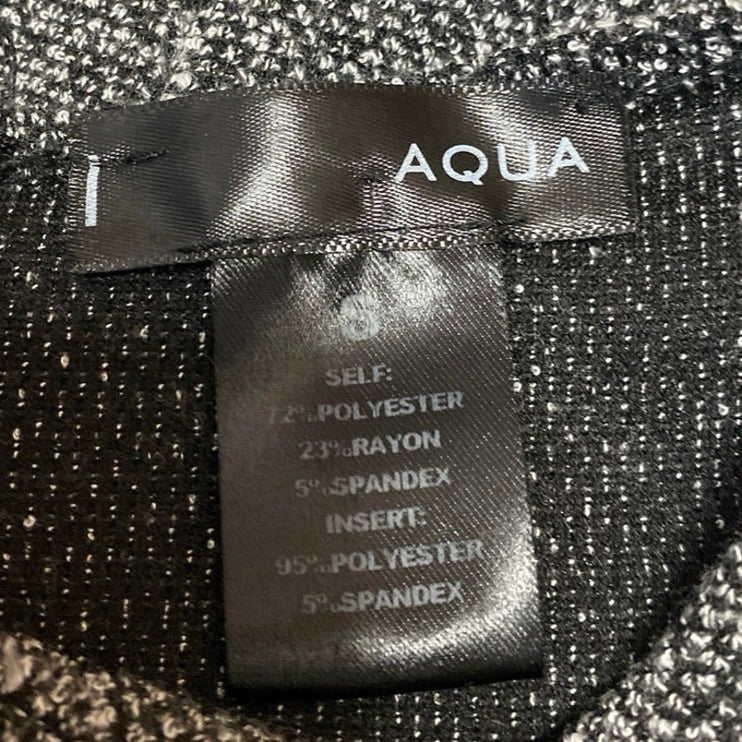 AQUA
S
SELF:
72%POLYESTER
23%RAYON
5%SPANDEX
INSERT:
95%POLYESTER
5%SPANDEX